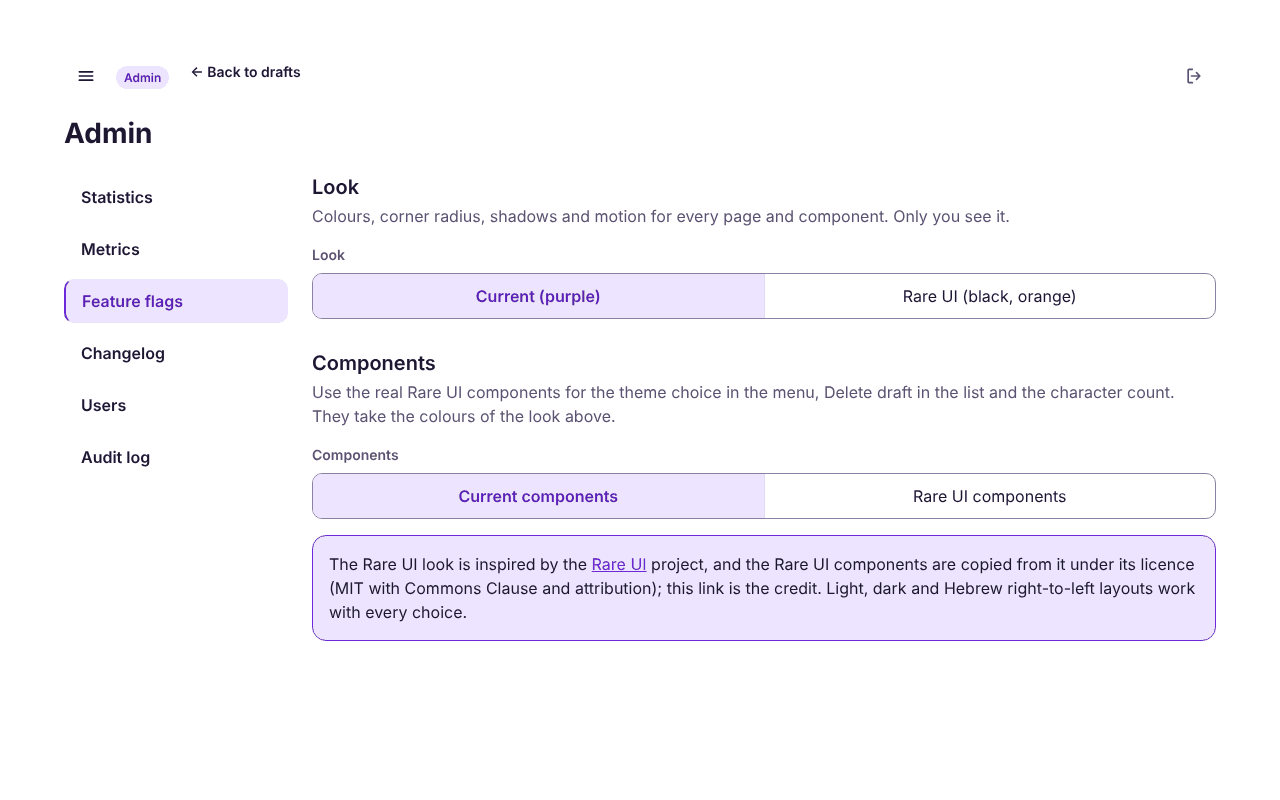 Admin
← Back to drafts
Admin
Statistics
Metrics
Feature flags
Changelog
Users
Audit log
Look
Colours, corner radius, shadows and motion for every page and component. Only you see it.
Look
Current (purple)
Rare UI (black, orange)
Components
Use the real Rare UI components for the theme choice in the menu, Delete draft in the list and the character count.
They take the colours of the look above.
Components
Current components
Rare UI components
The Rare UI look is inspired by the Rare UI project, and the Rare UI components are copied from it under its licence
(MIT with Commons Clause and attribution); this link is the credit. Light, dark and Hebrew right-to-left layouts work
with every choice.